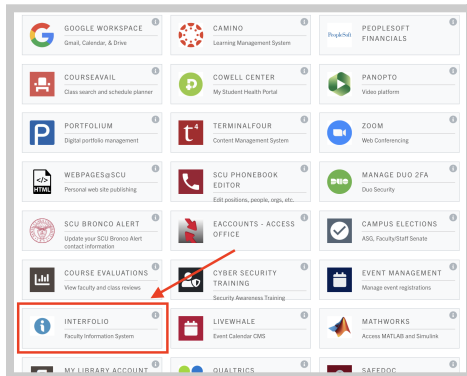 GOOGLE WORKSPACE
Gmail, Calendar, & Drive
CAMINO
Learning Management System
PeopleSoft
PEOPLESOFT
FINANCIALS
COURSEAVAIL
Class search and schedule planner
COWELL CENTER
My Student Health Portal
PANOPTO
Video platform
PORTFOLIUM
Digital portfolio management
t4
TERMINALFOUR
Content Management System
ZOOM
Web Conferencing
</>
HTML
WEBPAGES@SCU
Personal web site publishing
SCU PHONEBOOK
EDITOR
Edit positions, people, orgs, etc.
DUO
MANAGE DUO 2FA
Duo Security
SCU BRONCO ALERT
Update your SCU Bronco Alert
contact information
EACCOUNTS - ACCESS
OFFICE
CAMPUS ELECTIONS
ASG, Faculty/Staff Senate
COURSE EVALUATIONS
View faculty and class reviews
CYBER SECURITY
TRAINING
Security Awareness Training
EVENT MANAGEMENT
Manage event registrations
INTERFOLIO
Faculty Information System
LIVEWHALE
Event Calendar CMS
MATHWORKS
Access MATLAB and Simulink
MY LIBRARY ACCOUNT
QUALTRICS
SAFEDOC